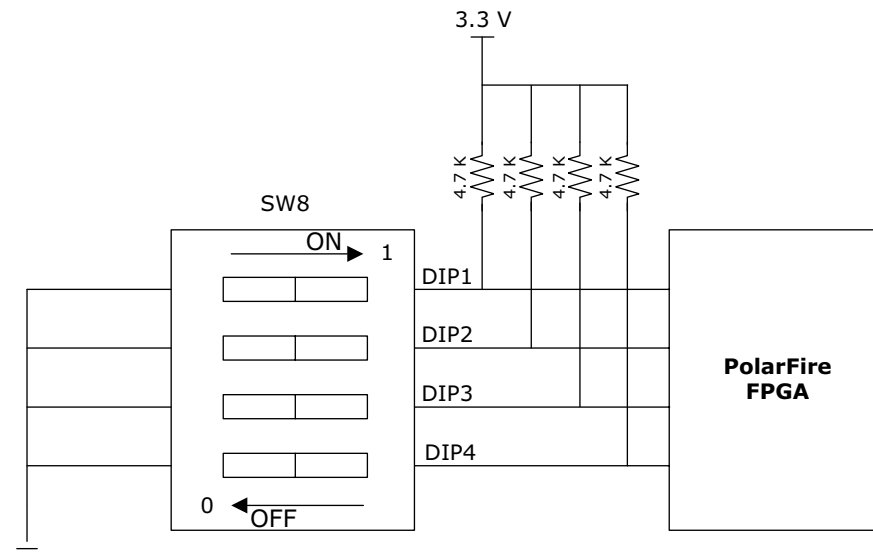 3.3 V
4.7 K
4.7 K
4.7 K
4.7 K
SW8
ON
1
DIP1
DIP2
DIP3
DIP4
PolarFire
FPGA
0
OFF